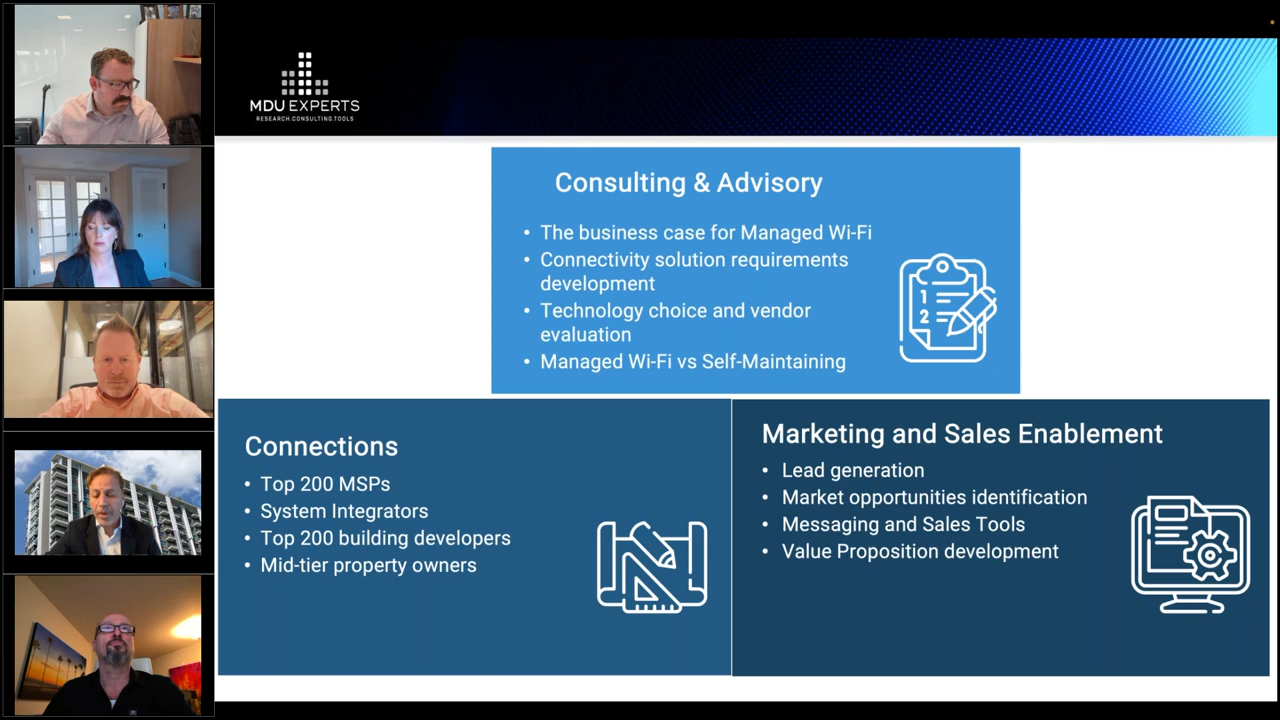 MDU EXPERTS
RESEARCH.CONSULTING.TOOLS
Consulting & Advisory
• The business case for Managed Wi-Fi
• Connectivity solution requirements
development
• Technology choice and vendor
evaluation
• Managed Wi-Fi vs Self-Maintaining
1
2
Connections
• Top 200 MSPs
• System Integrators
• Top 200 building developers
• Mid-tier property owners
Marketing and Sales Enablement
• Lead generation
• Market opportunities identification
• Messaging and Sales Tools
• Value Proposition development